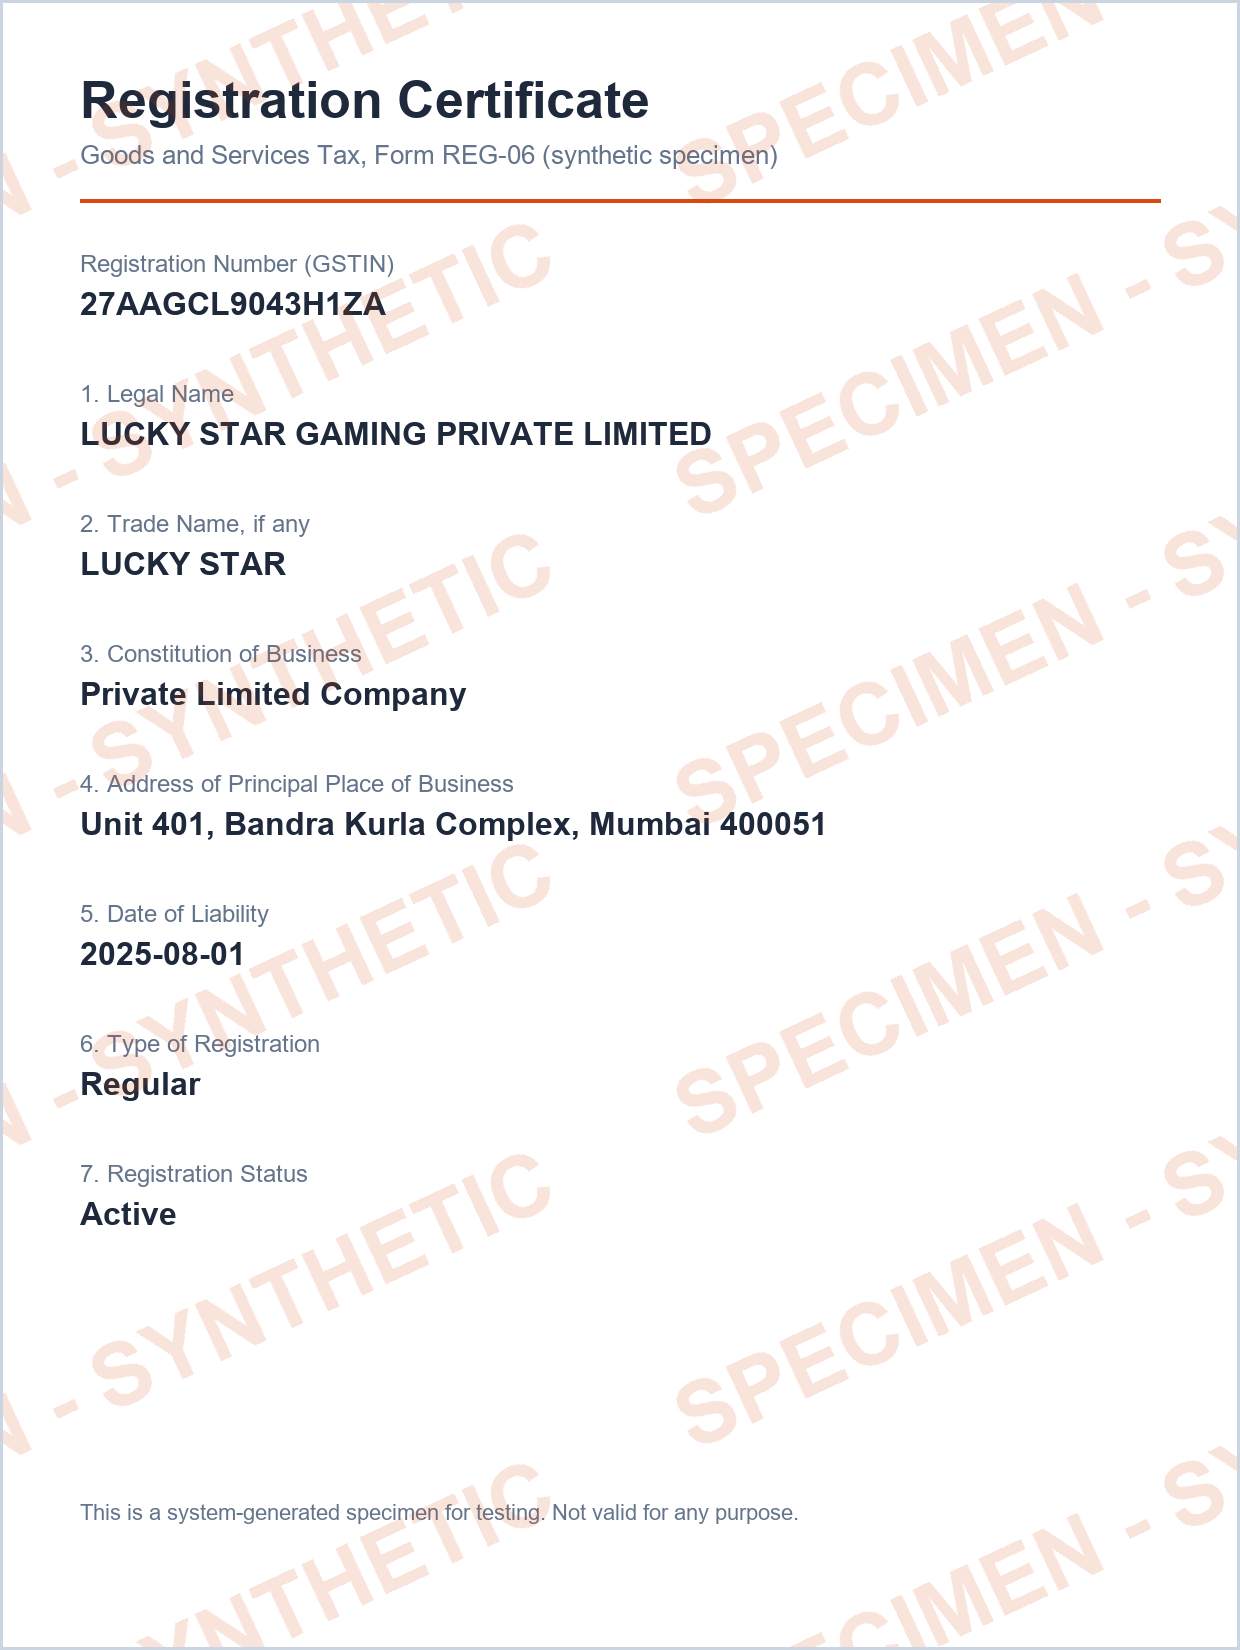 Registration Certificate
Goods and Services Tax, Form REG-06 (synthetic specimen)
Registration Number (GSTIN)
27AAGCL9043H1ZA
1. Legal Name
LUCKY STAR GAMING PRIVATE LIMITED
2. Trade Name, if any
LUCKY STAR
3. Constitution of Business
Private Limited Company
4. Address of Principal Place of Business
Unit 401, Bandra Kurla Complex, Mumbai 400051
5. Date of Liability
2025-08-01
6. Type of Registration
Regular
7. Registration Status
Active
This is a system-generated specimen for testing. Not valid for any purpose.
SPECIMEN - SYNTHETIC